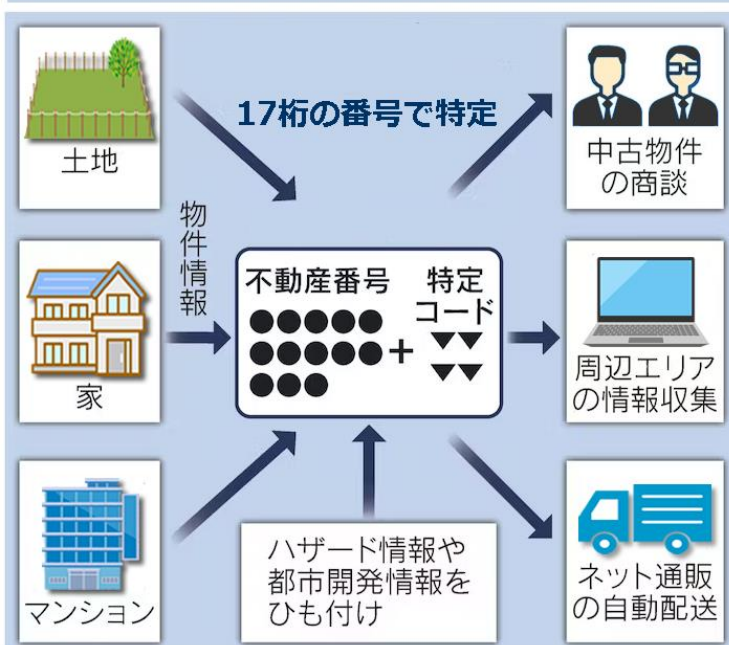 17桁の番号で特定
土地
家
マンション
物件情報
不動産番号
特定
コード
+
ハザード情報や
都市開発情報を
ひも付け
中古物件
の商談
周辺エリア
の情報収集
ネット通販
の自動配送